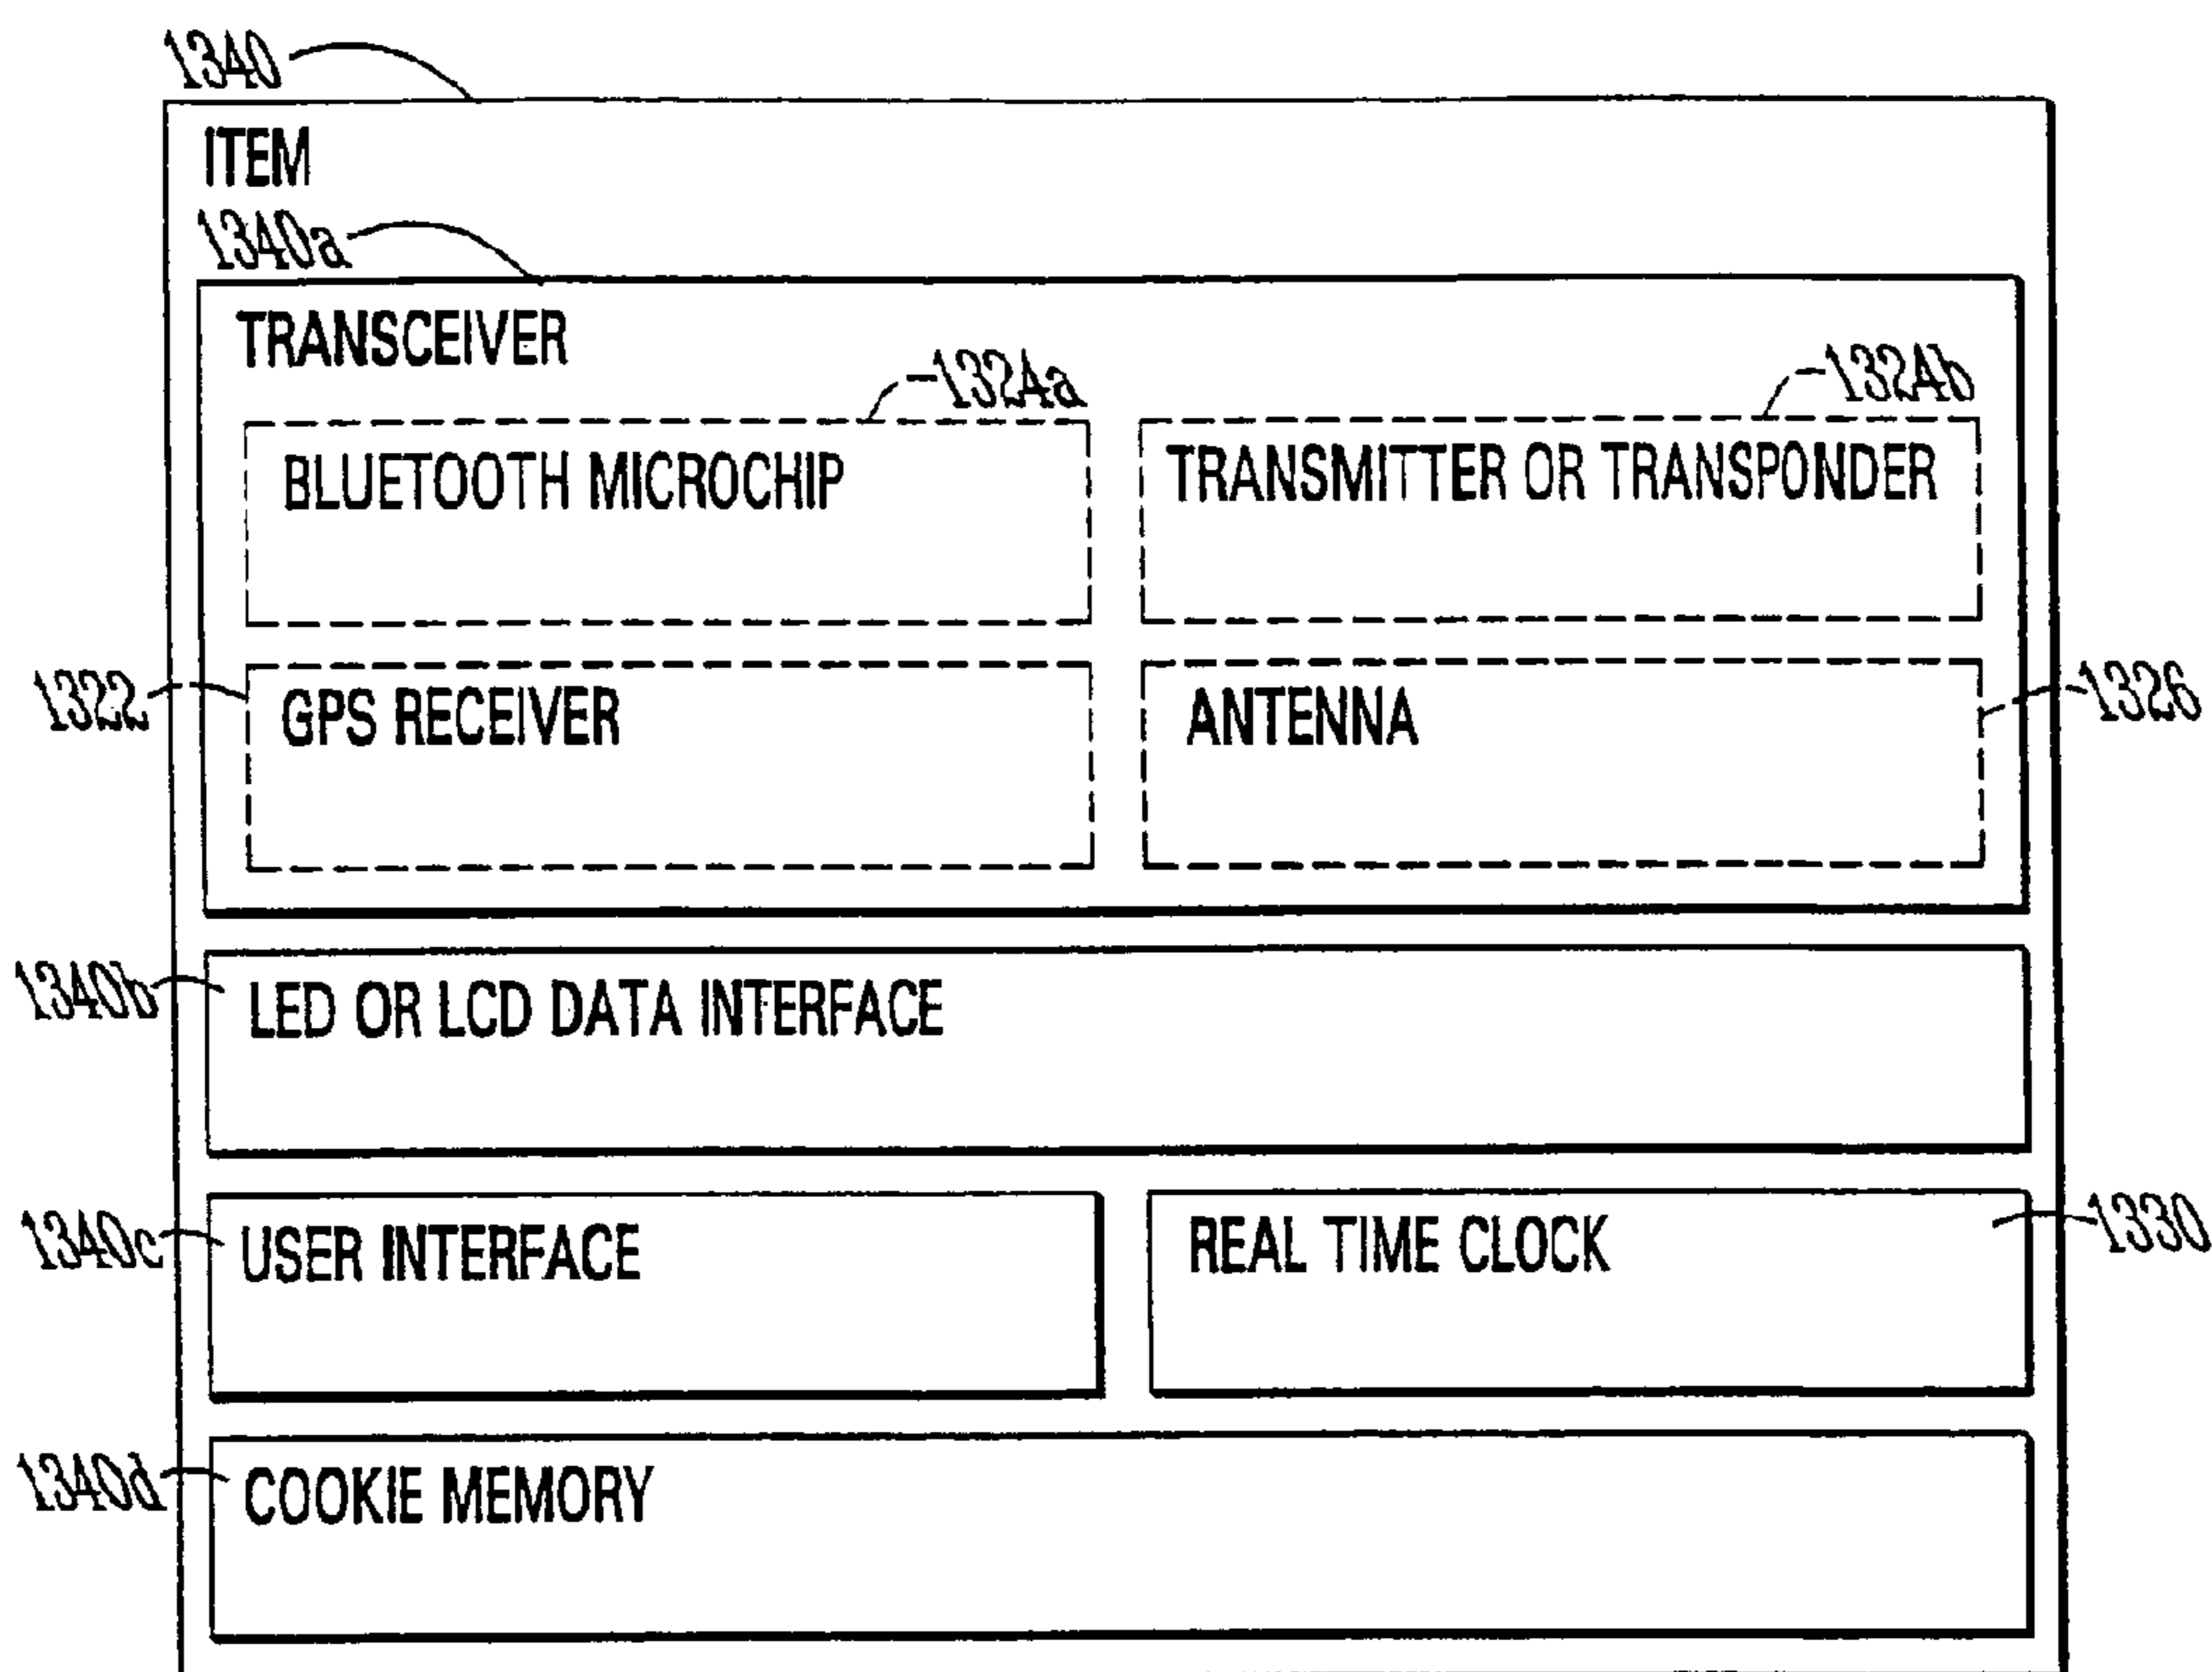 1340
ITEM
1340a
TRANSCEIVER
1324a
1324b
BLUETOOTH MICROCHIP
TRANSMITTER OR TRANSPONDER
1322
GPS RECEIVER
ANTENNA
1326
1340b
LED OR LCD DATA INTERFACE
1340c
USER INTERFACE
REAL TIME CLOCK
1330
1340d
COOKIE MEMORY